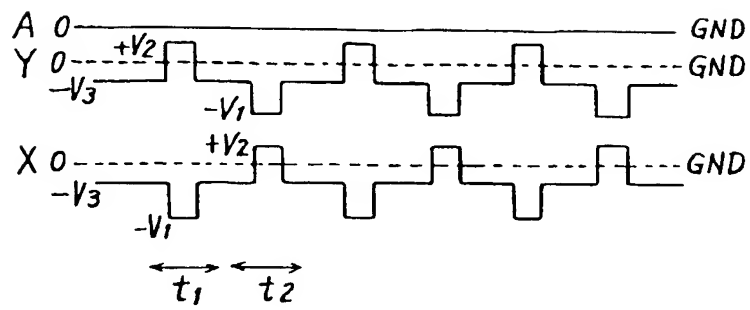 A 0 GND
+V2
Y 0 GND
-V3
-V1
+V2
X 0 GND
-V3
-V1
t1 t2